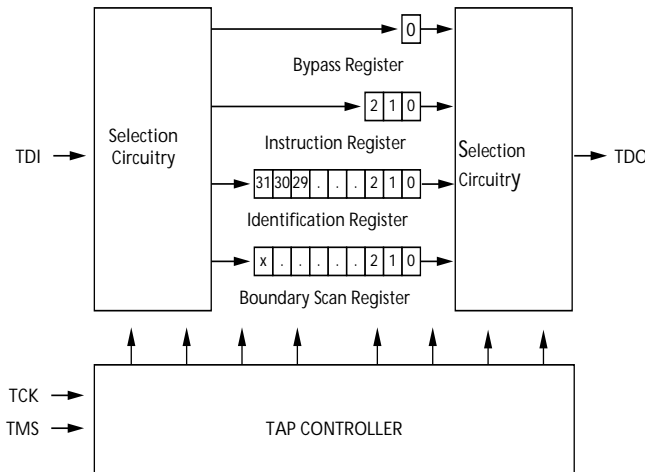 0
Bypass Register
2 1 0
Selection
Circuitry
TDI
Instruction Register
Selection
Circuitry
TDO
31 30 29 . . . 2 1 0
Identification Register
x . . . . . 2 1 0
Boundary Scan Register
TCK
TMS
TAP CONTROLLER